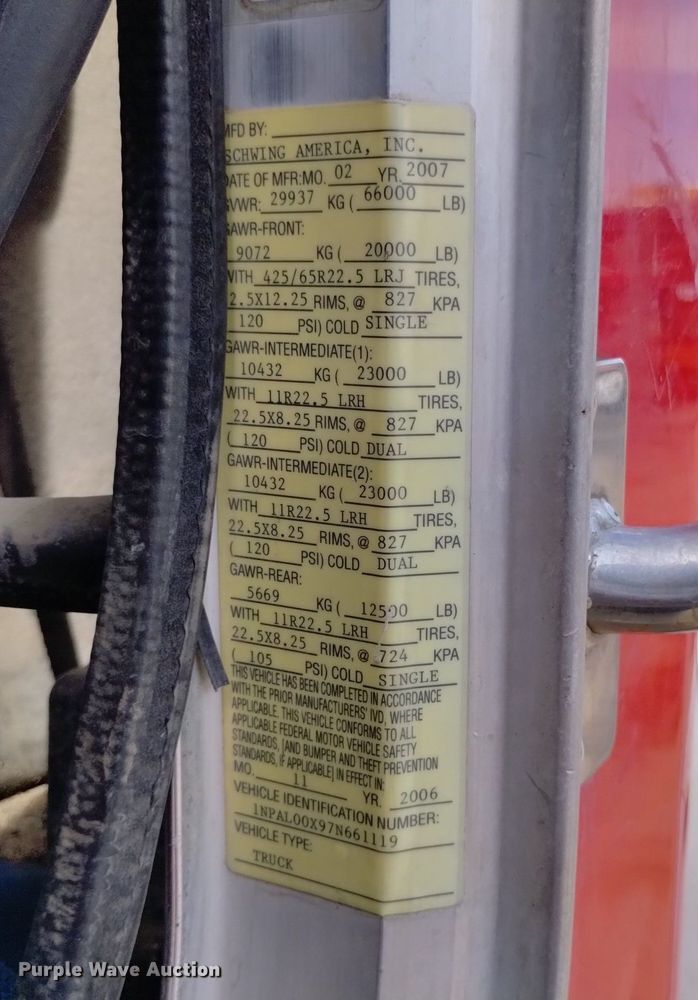 MFD BY:
SCHWING AMERICA, INC.
DATE OF MFR:MO. 02 YR. 2007
GVWR: 29937 KG ( 66000 LB)
GAWR-FRONT:
9072 KG ( 20000 LB)
WITH 425/65R22.5 LRJ TIRES,
2.5X12.25 RIMS, @ 827 KPA
120 PSI) COLD SINGLE
GAWR-INTERMEDIATE(1):
10432 KG ( 23000 LB)
WITH 11R22.5 LRH TIRES,
22.5X8.25 RIMS, @ 827 KPA
( 120 PSI) COLD DUAL
GAWR-INTERMEDIATE(2):
10432 KG ( 23000 LB)
WITH 11R22.5 LRH TIRES,
22.5X8.25 RIMS, @ 827 KPA
( 120 PSI) COLD DUAL
GAWR-REAR:
5669 KG ( 12500 LB)
WITH 11R22.5 LRH TIRES,
22.5X8.25 RIMS, @ 724 KPA
( 105 PSI) COLD SINGLE
THIS VEHICLE HAS BEEN COMPLETED IN ACCORDANCE
WITH THE PRIOR MANUFACTURERS' IVD, WHERE
APPLICABLE. THIS VEHICLE CONFORMS TO ALL
APPLICABLE FEDERAL MOTOR VEHICLE SAFETY
STANDARDS, [AND BUMPER AND THEFT PREVENTION
STANDARDS, IF APPLICABLE] IN EFFECT IN:
MO. 11 YR. 2006
VEHICLE IDENTIFICATION NUMBER:
1NPAL00X97N661119
VEHICLE TYPE:
TRUCK
Purple Wave Auction